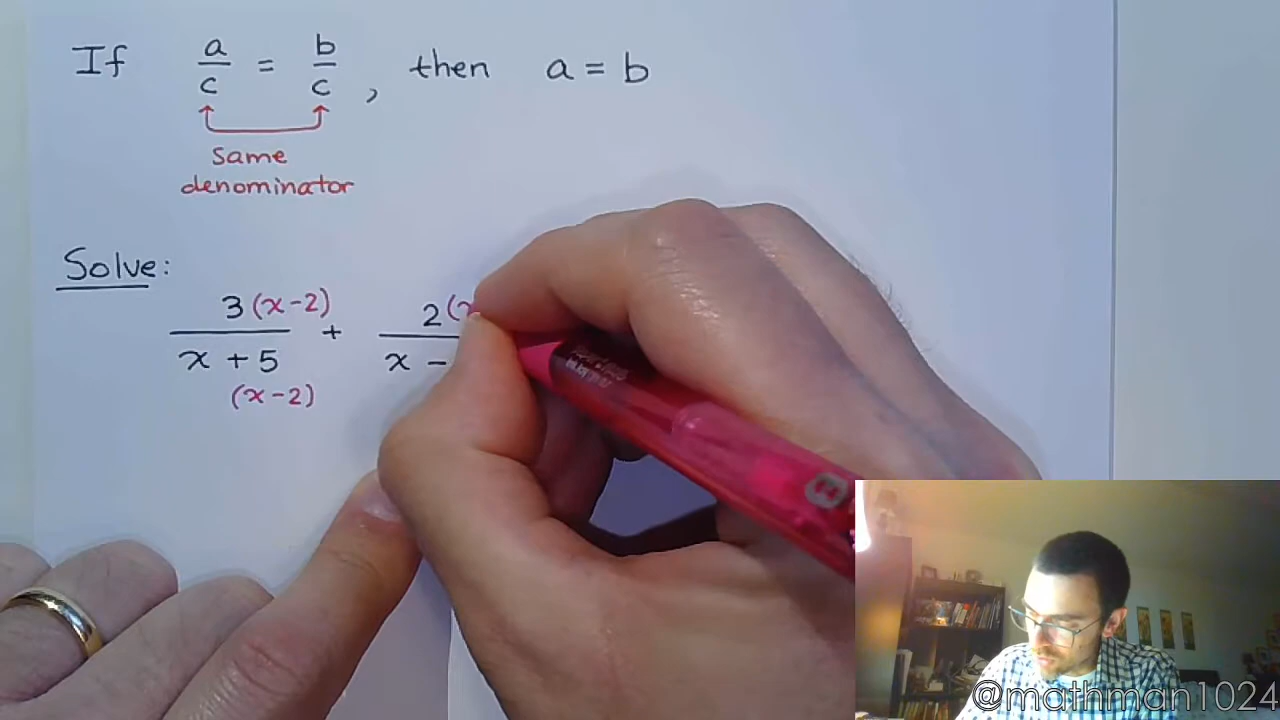 If a/c = b/c, then a = b
same
denominator
Solve:
3(x-2) + 2(x
x + 5 x -
(x-2)
@mathman1024